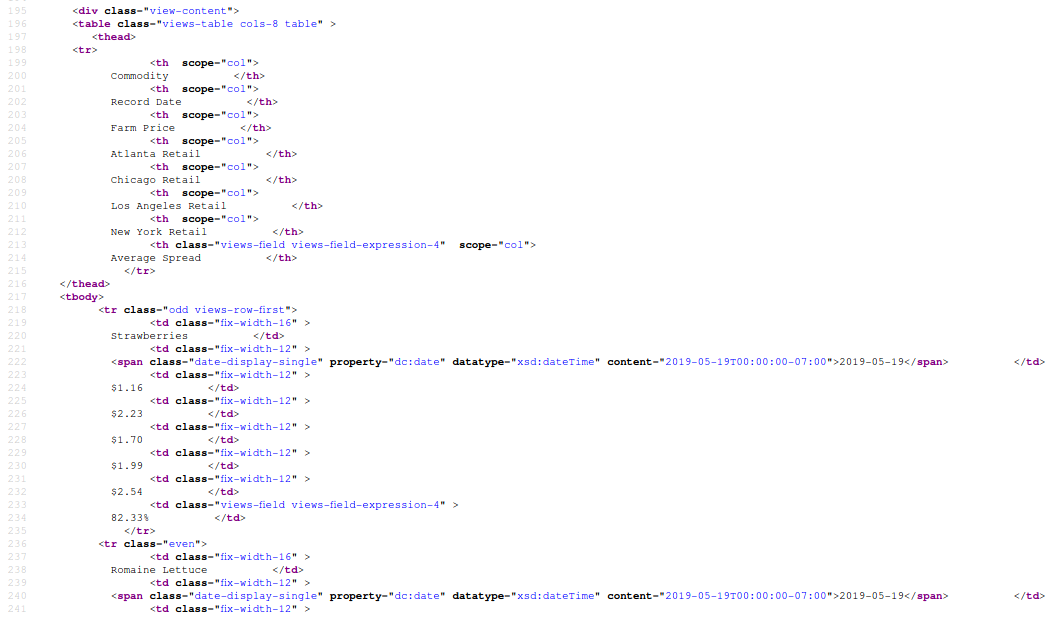 195 <div class="view-content">
196 <table class="views-table cols-8 table" >
197 <thead>
198 <tr>
199 <th scope="col">
200 Commodity </th>
201 <th scope="col">
202 Record Date </th>
203 <th scope="col">
204 Farm Price </th>
205 <th scope="col">
206 Atlanta Retail </th>
207 <th scope="col">
208 Chicago Retail </th>
209 <th scope="col">
210 Los Angeles Retail </th>
211 <th scope="col">
212 New York Retail </th>
213 <th class="views-field views-field-expression-4" scope="col">
214 Average Spread </th>
215 </tr>
216 </thead>
217 <tbody>
218 <tr class="odd views-row-first">
219 <td class="fix-width-16" >
220 Strawberries </td>
221 <td class="fix-width-12" >
222 <span class="date-display-single" property="dc:date" datatype="xsd:dateTime" content="2019-05-19T00:00:00-07:00">2019-05-19</span> </td>
223 <td class="fix-width-12" >
224 $1.16 </td>
225 <td class="fix-width-12" >
226 $2.23 </td>
227 <td class="fix-width-12" >
228 $1.70 </td>
229 <td class="fix-width-12" >
230 $1.99 </td>
231 <td class="fix-width-12" >
232 $2.54 </td>
233 <td class="views-field views-field-expression-4" >
234 82.33% </td>
235 </tr>
236 <tr class="even">
237 <td class="fix-width-16" >
238 Romaine Lettuce </td>
239 <td class="fix-width-12" >
240 <span class="date-display-single" property="dc:date" datatype="xsd:dateTime" content="2019-05-19T00:00:00-07:00">2019-05-19</span> </td>
241 <td class="fix-width-12" >